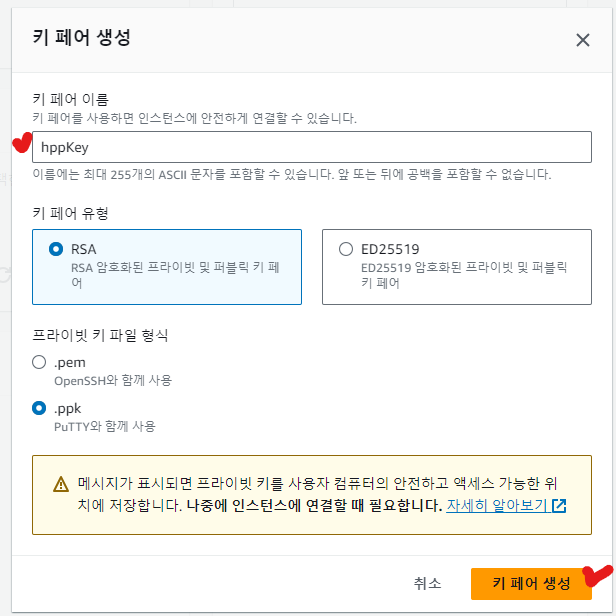 키 페어 생성
키 페어 이름
키 페어를 사용하면 인스턴스에 안전하게 연결할 수 있습니다.
hppKey
이름에는 최대 255개의 ASCII 문자를 포함할 수 있습니다. 앞 또는 뒤에 공백을 포함할 수 없습니다.
키 페어 유형
RSA
RSA 암호화된 프라이빗 및 퍼블릭 키 페
어
ED25519
ED25519 암호화된 프라이빗 및 퍼블릭
키 페어
프라이빗 키 파일 형식
.pem
OpenSSH와 함께 사용
.ppk
PuTTY와 함께 사용
메시지가 표시되면 프라이빗 키를 사용자 컴퓨터의 안전하고 액세스 가능한 위
치에 저장합니다. 나중에 인스턴스에 연결할 때 필요합니다. 자세히 알아보기
취소
키 페어 생성